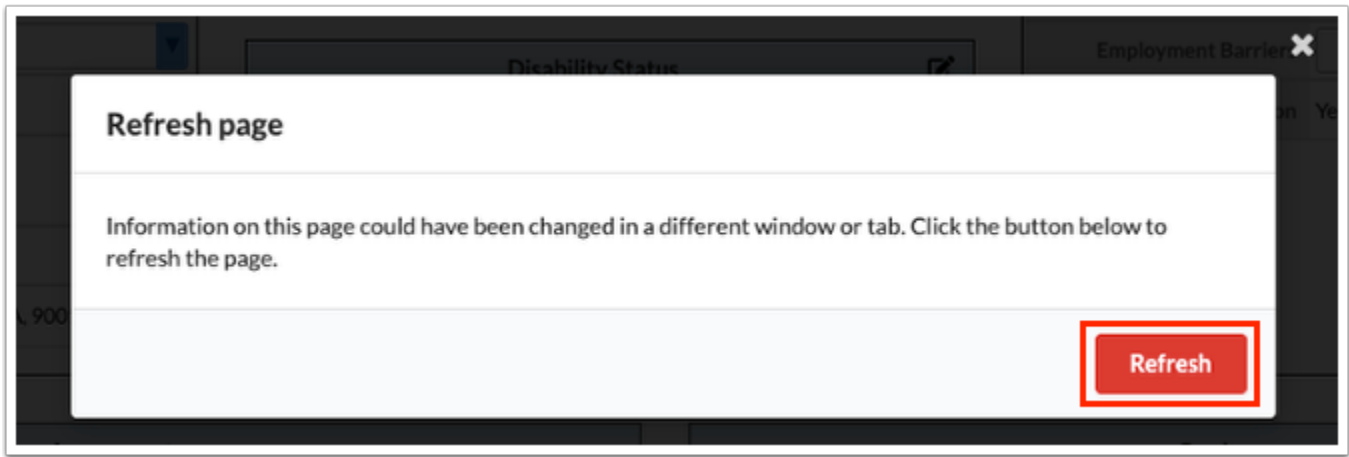 Disability Status
Employment Barriers
Refresh page
Information on this page could have been changed in a different window or tab. Click the button below to
refresh the page.
, 900
Refresh